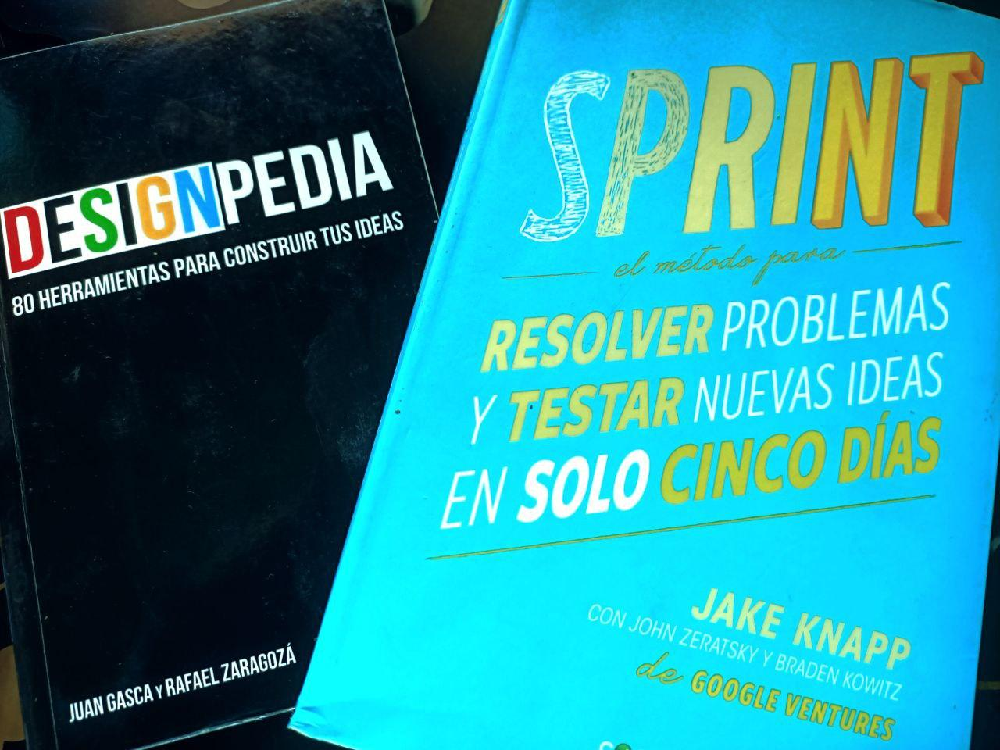 DESIGNPEDIA
80 HERRAMIENTAS PARA CONSTRUIR TUS IDEAS
JUAN GASCA Y RAFAEL ZARAGOZÁ
SPRINT
el método para
RESOLVER PROBLEMAS
Y TESTAR NUEVAS IDEAS
EN SOLO CINCO DÍAS
JAKE KNAPP
CON JOHN ZERATSKY Y BRADEN KOWITZ
de GOOGLE VENTURES